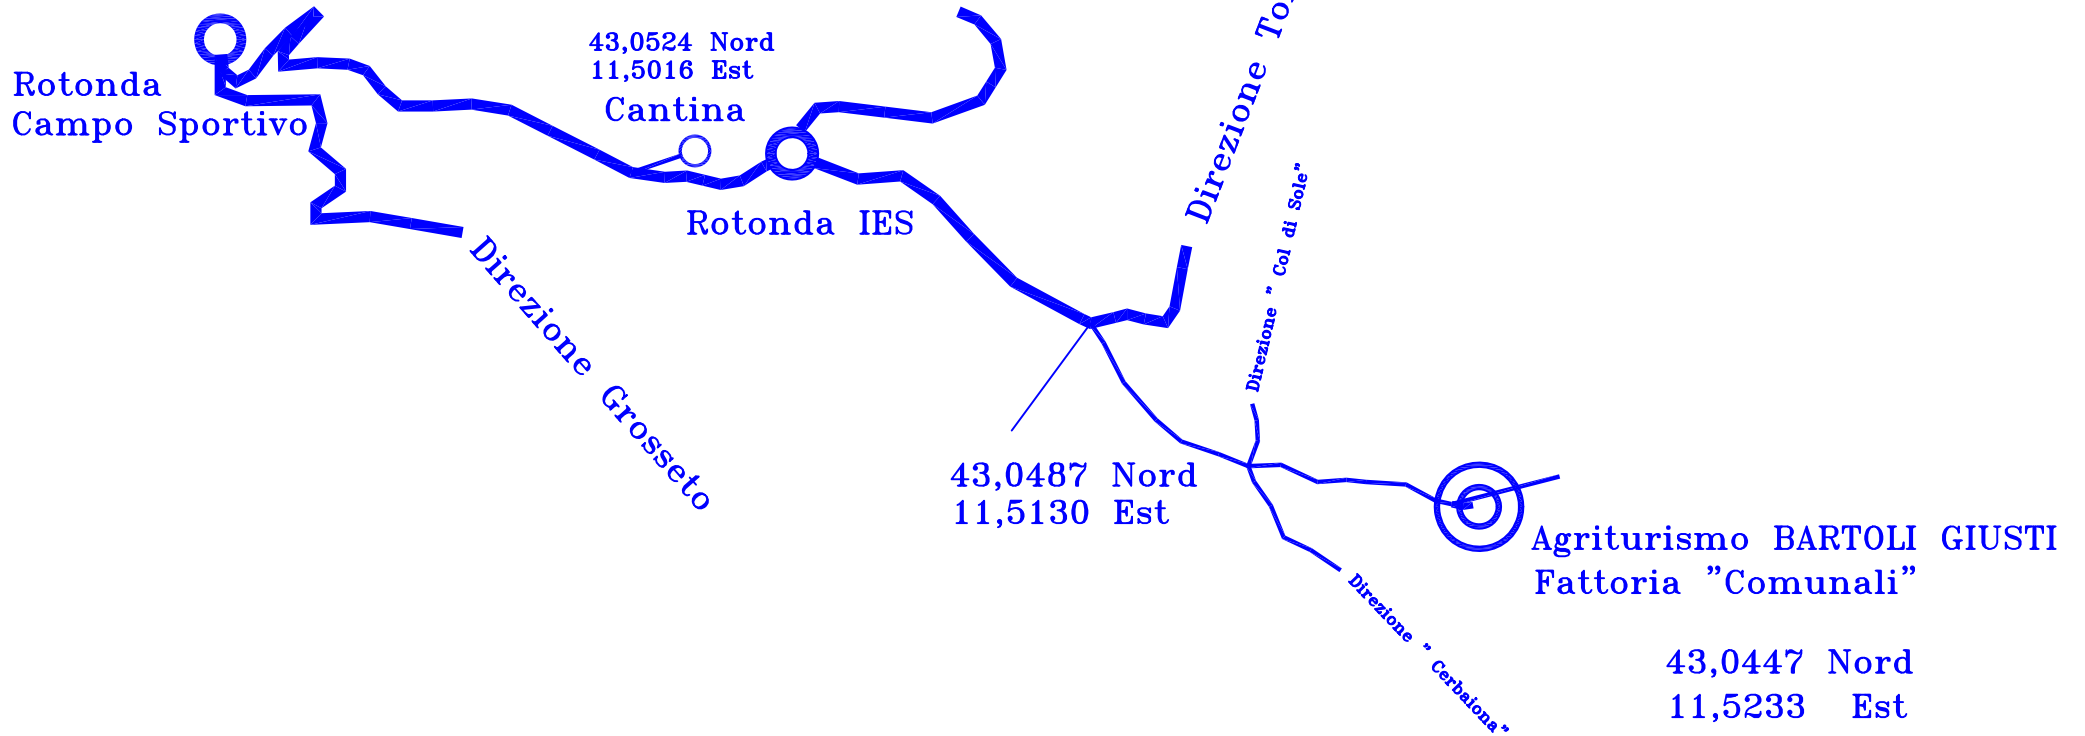 Rotonda
Campo Sportivo
43,0524 Nord
11,5016 Est
Cantina
Rotonda IES
Direzione Grosseto
Direzione
Direzione " Col di Sole"
43,0487 Nord
11,5130 Est
Agriturismo BARTOLI GIUSTI
Fattoria "Comunali"
Direzione " Cerbaiona"
43,0447 Nord
11,5233 Est